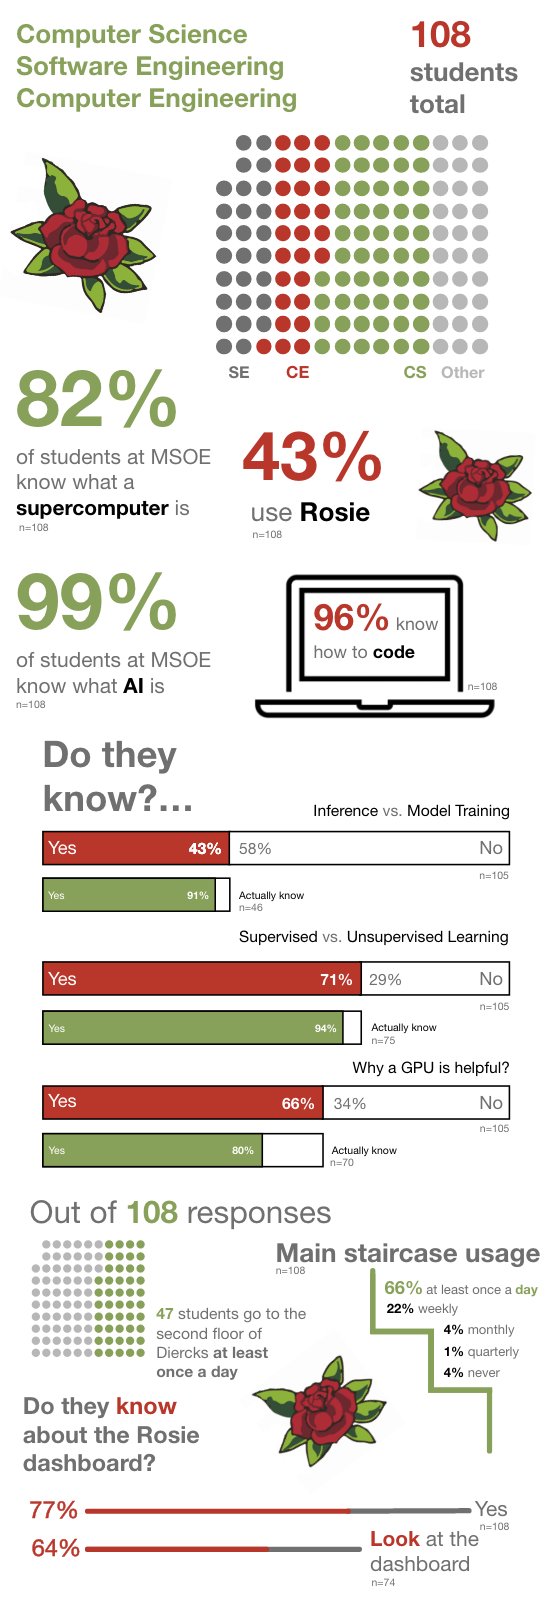 Computer Science
Software Engineering
Computer Engineering
108
students
total
SE CE CS Other
82%
of students at MSOE
know what a
supercomputer is
n=108
43%
use Rosie
n=108
99%
of students at MSOE
know what AI is
n=108
96% know
how to code
n=108
Do they
know?...
Inference vs. Model Training
Yes 43% 58% No
n=105
Yes 91% Actually know
n=46
Supervised vs. Unsupervised Learning
Yes 71% 29% No
n=105
Yes 94% Actually know
n=75
Why a GPU is helpful?
Yes 66% 34% No
n=105
Yes 80% Actually know
n=70
Out of 108 responses
47 students go to the
second floor of
Diercks at least
once a day
Main staircase usage
n=108
66% at least once a day
22% weekly
4% monthly
1% quarterly
4% never
Do they know
about the Rosie
dashboard?
77% Yes
n=108
64% Look at the
dashboard
n=74